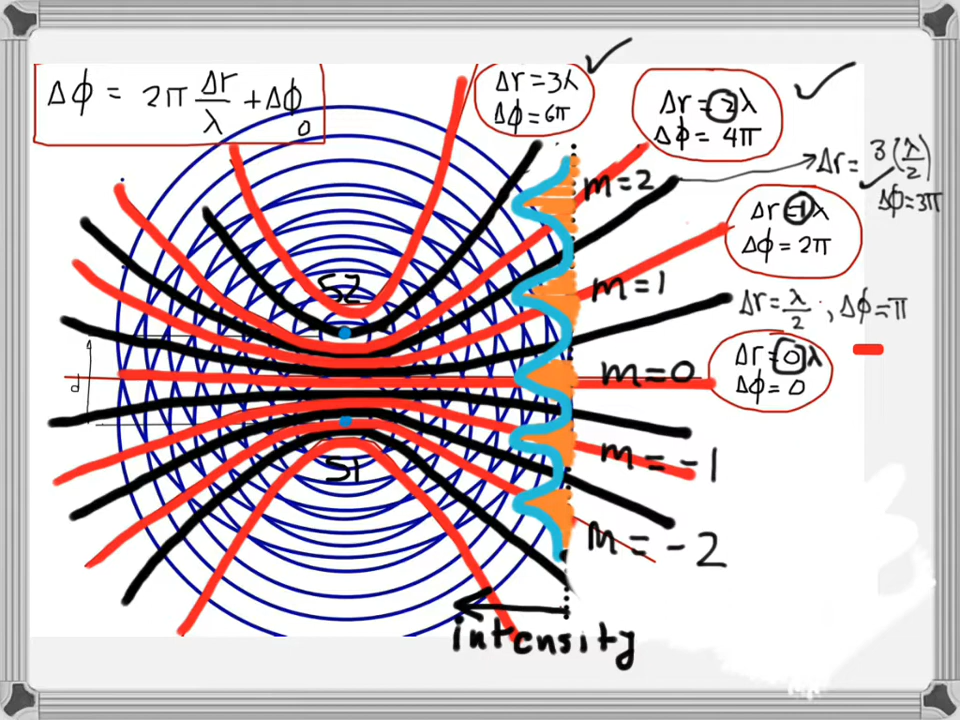 Δφ = 2π Δr/λ + Δφ₀
Δr = 3λ
Δφ = 6π
Δr = 2λ
Δφ = 4π
Δr = 3(λ/2)
Δφ = 3π
m = 2
Δr = 1λ
Δφ = 2π
S2
m = 1
Δr = λ/2 ; Δφ = π
Δr = 0λ
Δφ = 0
m = 0
d
m = -1
S1
m = -2
intensity